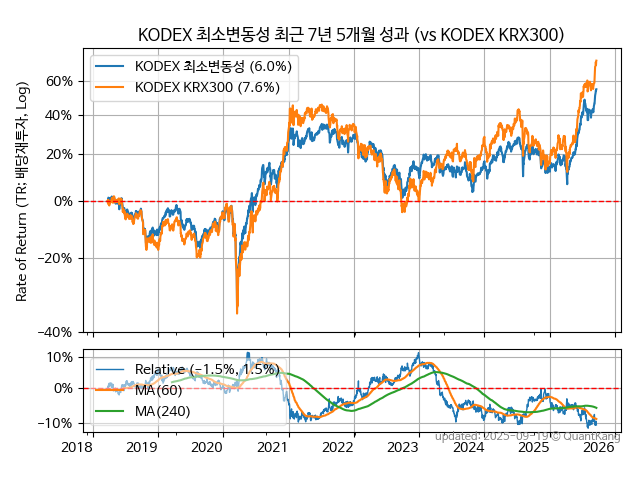 KODEX 최소변동성 최근 7년 5개월 성과 (vs KODEX KRX300)
Rate of Return (TR: 배당재투자, Log)
KODEX 최소변동성 (6.0%)
KODEX KRX300 (7.6%)
60%
40%
20%
0%
−20%
−40%
Relative (−1.5%, 1.5%)
MA(60)
MA(240)
10%
0%
−10%
2018 2019 2020 2021 2022 2023 2024 2025 2026
updated: 2025-09-19 © QuantKang